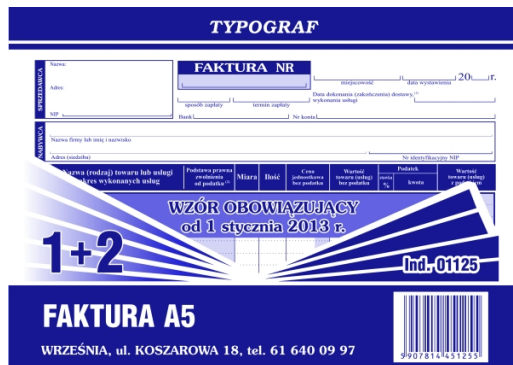 TYPOGRAF
SPRZEDAWCA
Nazwa:
Adres
NIP
FAKTURA NR
sposób zapłaty
termin zapłaty
Bank
Nr konta
miejscowość
data wystawienia
20 r.
Data dokonania (zakończenia) dostawy,
wykonania usługi
NABYWCA
Nazwa firmy lub imię i nazwisko
Adres (siedziba)
Nr identyfikacyjny NIP
Nazwa (rodzaj) towaru lub usługi
zakres wykonanych usług
Podstawa prawna
zwolnienia
od podatku
Miara
Ilość
Cena
jednostkowa
bez podatku
Wartość
towaru (usług)
bez podatku
Podatek
stawka
%
kwota
Wartość
towaru (usług)
z podatkiem
WZÓR OBOWIĄZUJĄCY
od 1 stycznia 2013 r.
1+2
Ind. 01125
FAKTURA A5
WRZEŚNIA, ul. KOSZAROWA 18, tel. 61 640 09 97
5 907814 451255